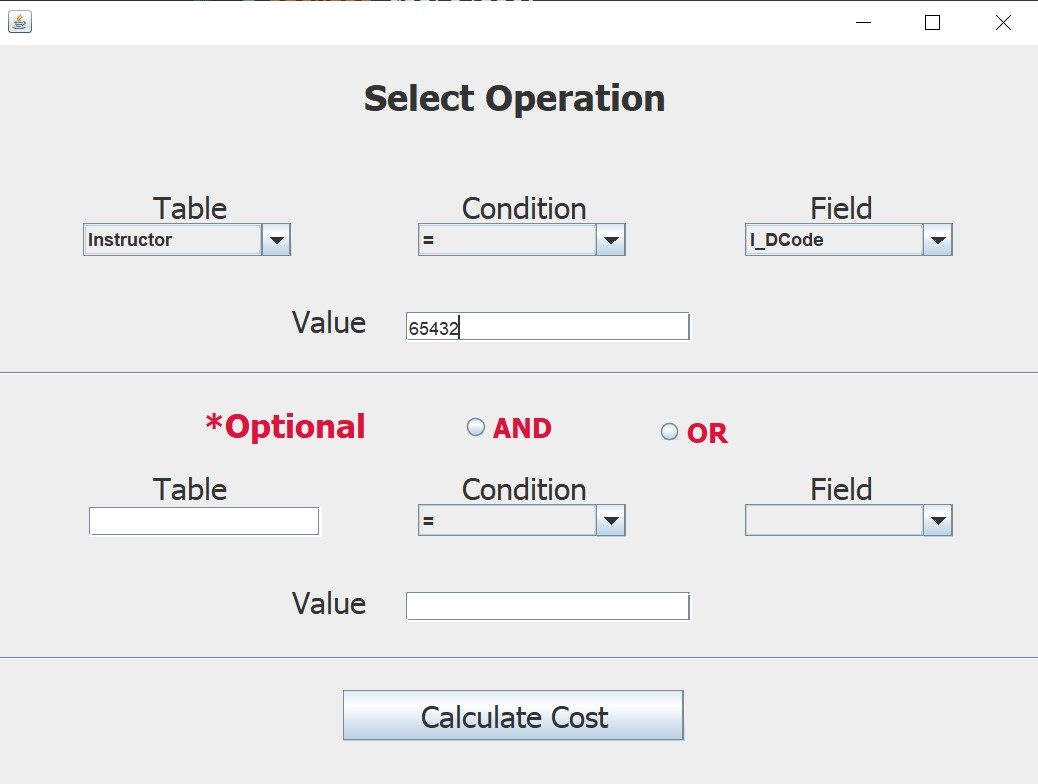 Select Operation
Table Condition Field
Instructor = I_DCode
Value 65432
*Optional AND OR
Table Condition Field
=
Value
Calculate Cost